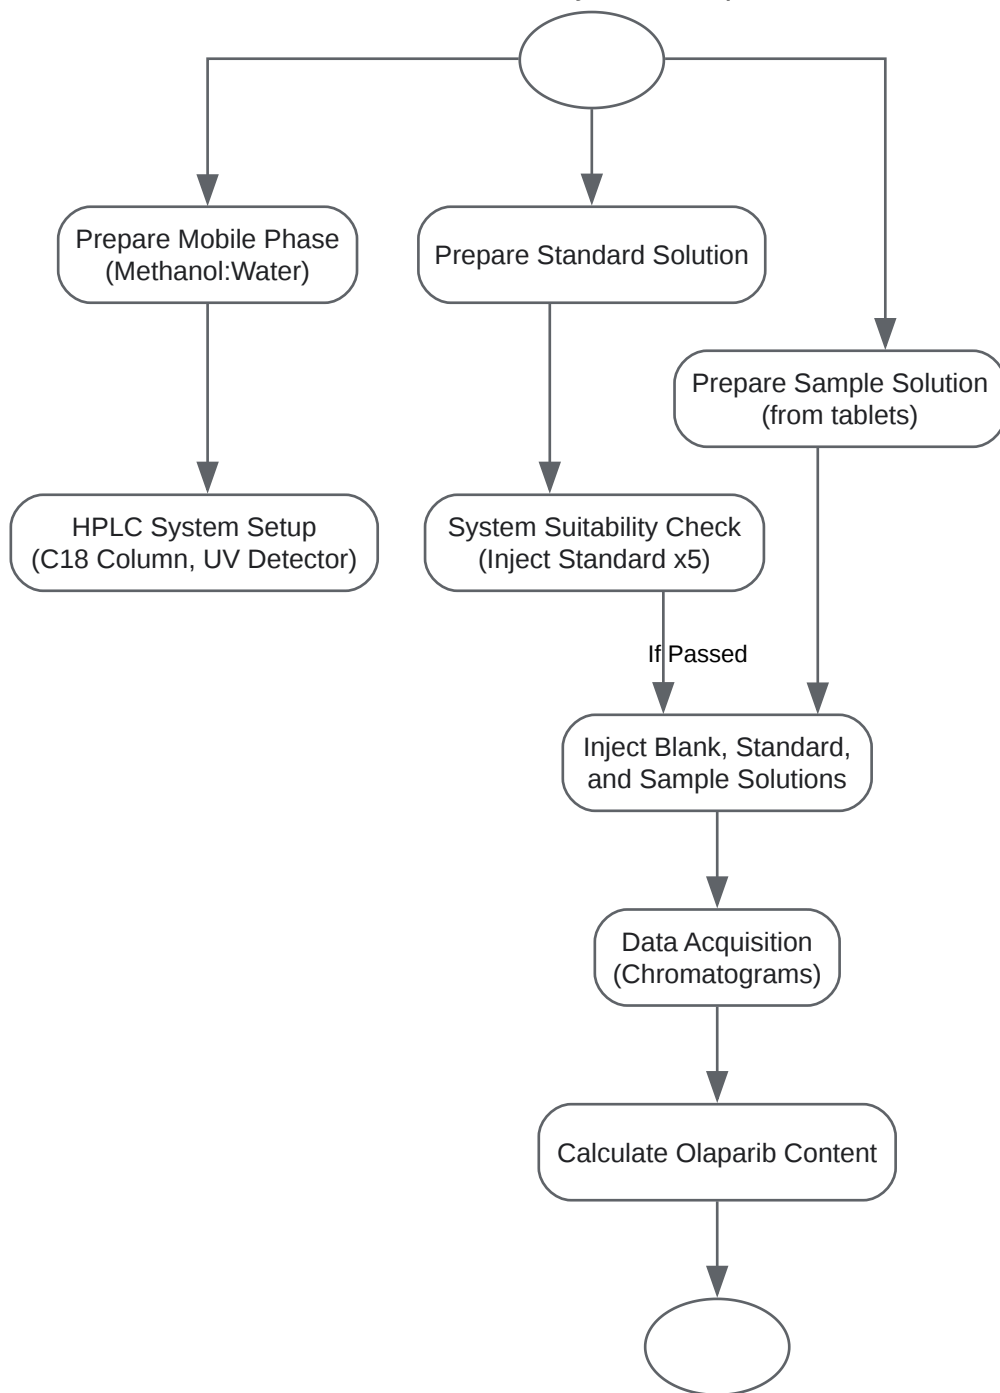 Prepare Mobile Phase
(Methanol:Water)
Prepare Standard Solution
Prepare Sample Solution
(from tablets)
HPLC System Setup
(C18 Column, UV Detector)
System Suitability Check
(Inject Standard x5)
If Passed
Inject Blank, Standard,
and Sample Solutions
Data Acquisition
(Chromatograms)
Calculate Olaparib Content